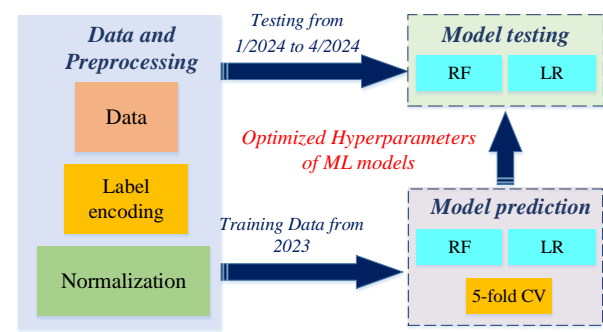 Data and
Preprocessing
Data
Label
encoding
Normalization
Testing from
1/2024 to 4/2024
Training Data from
2023
Model testing
RF
LR
Optimized Hyperparameters
of ML models
Model prediction
RF
LR
5-fold CV